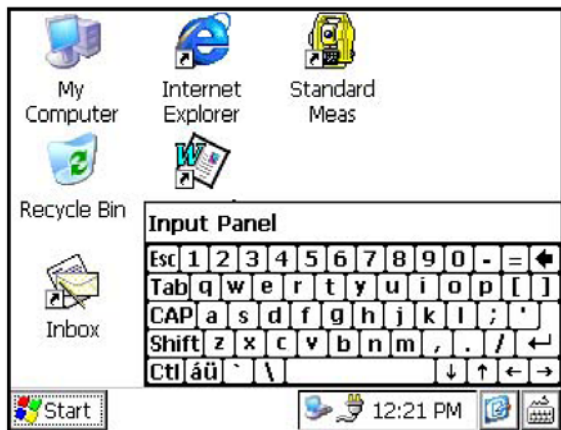 My
Computer
Internet
Explorer
Standard
Meas
Recycle Bin
Inbox
Input Panel
Esc 1 2 3 4 5 6 7 8 9 0 - =
Tab q w e r t y u i o p [ ]
CAP a s d f g h j k l ; '
Shift z x c v b n m , . /
Ctl áü ` \ ↓ ↑ ← →
Start
12:21 PM